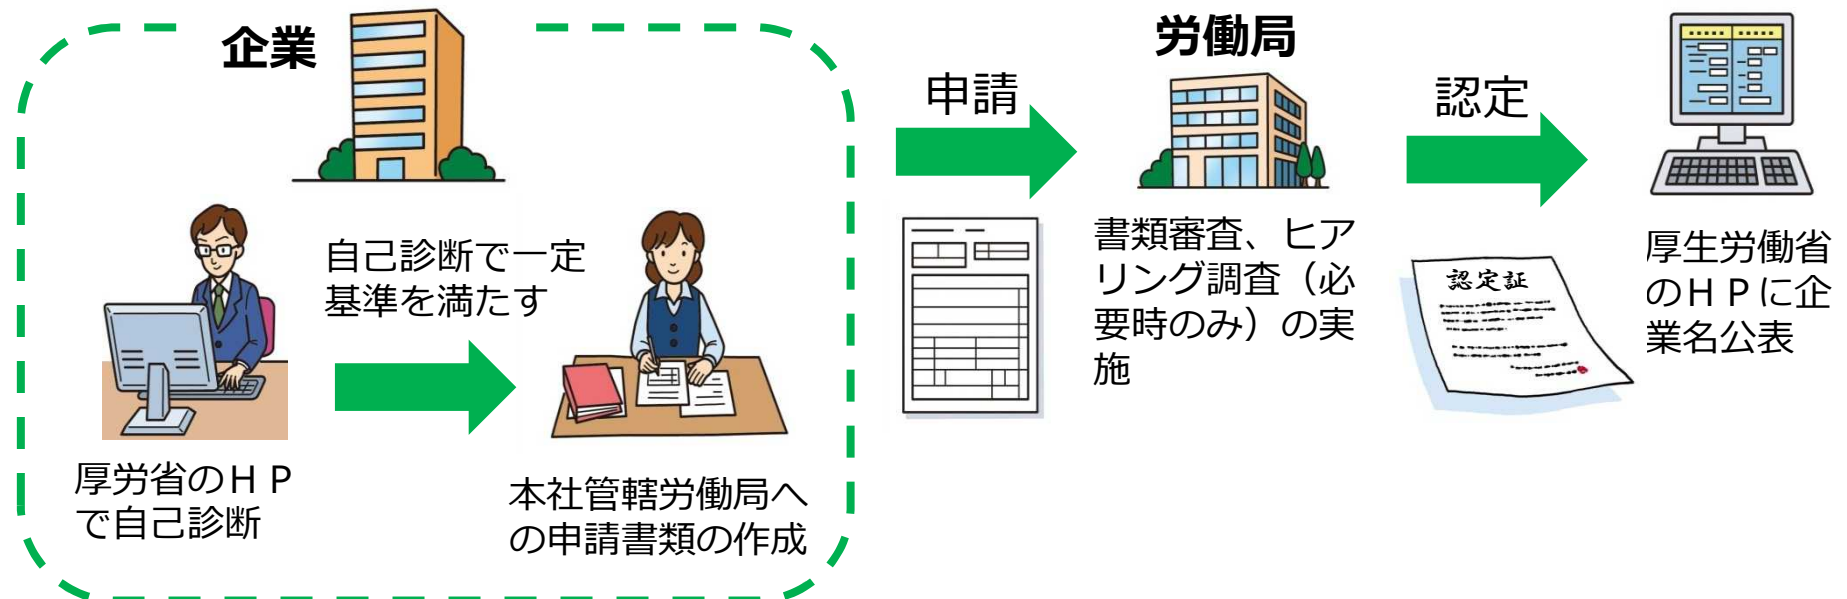 企業
自己診断で一定
基準を満たす
厚労省のＨＰ
で自己診断
本社管轄労働局へ
の申請書類の作成
申請
労働局
書類審査、ヒア
リング調査（必
要時のみ）の実
施
認定
認定証
厚生労働省
のＨＰに企
業名公表